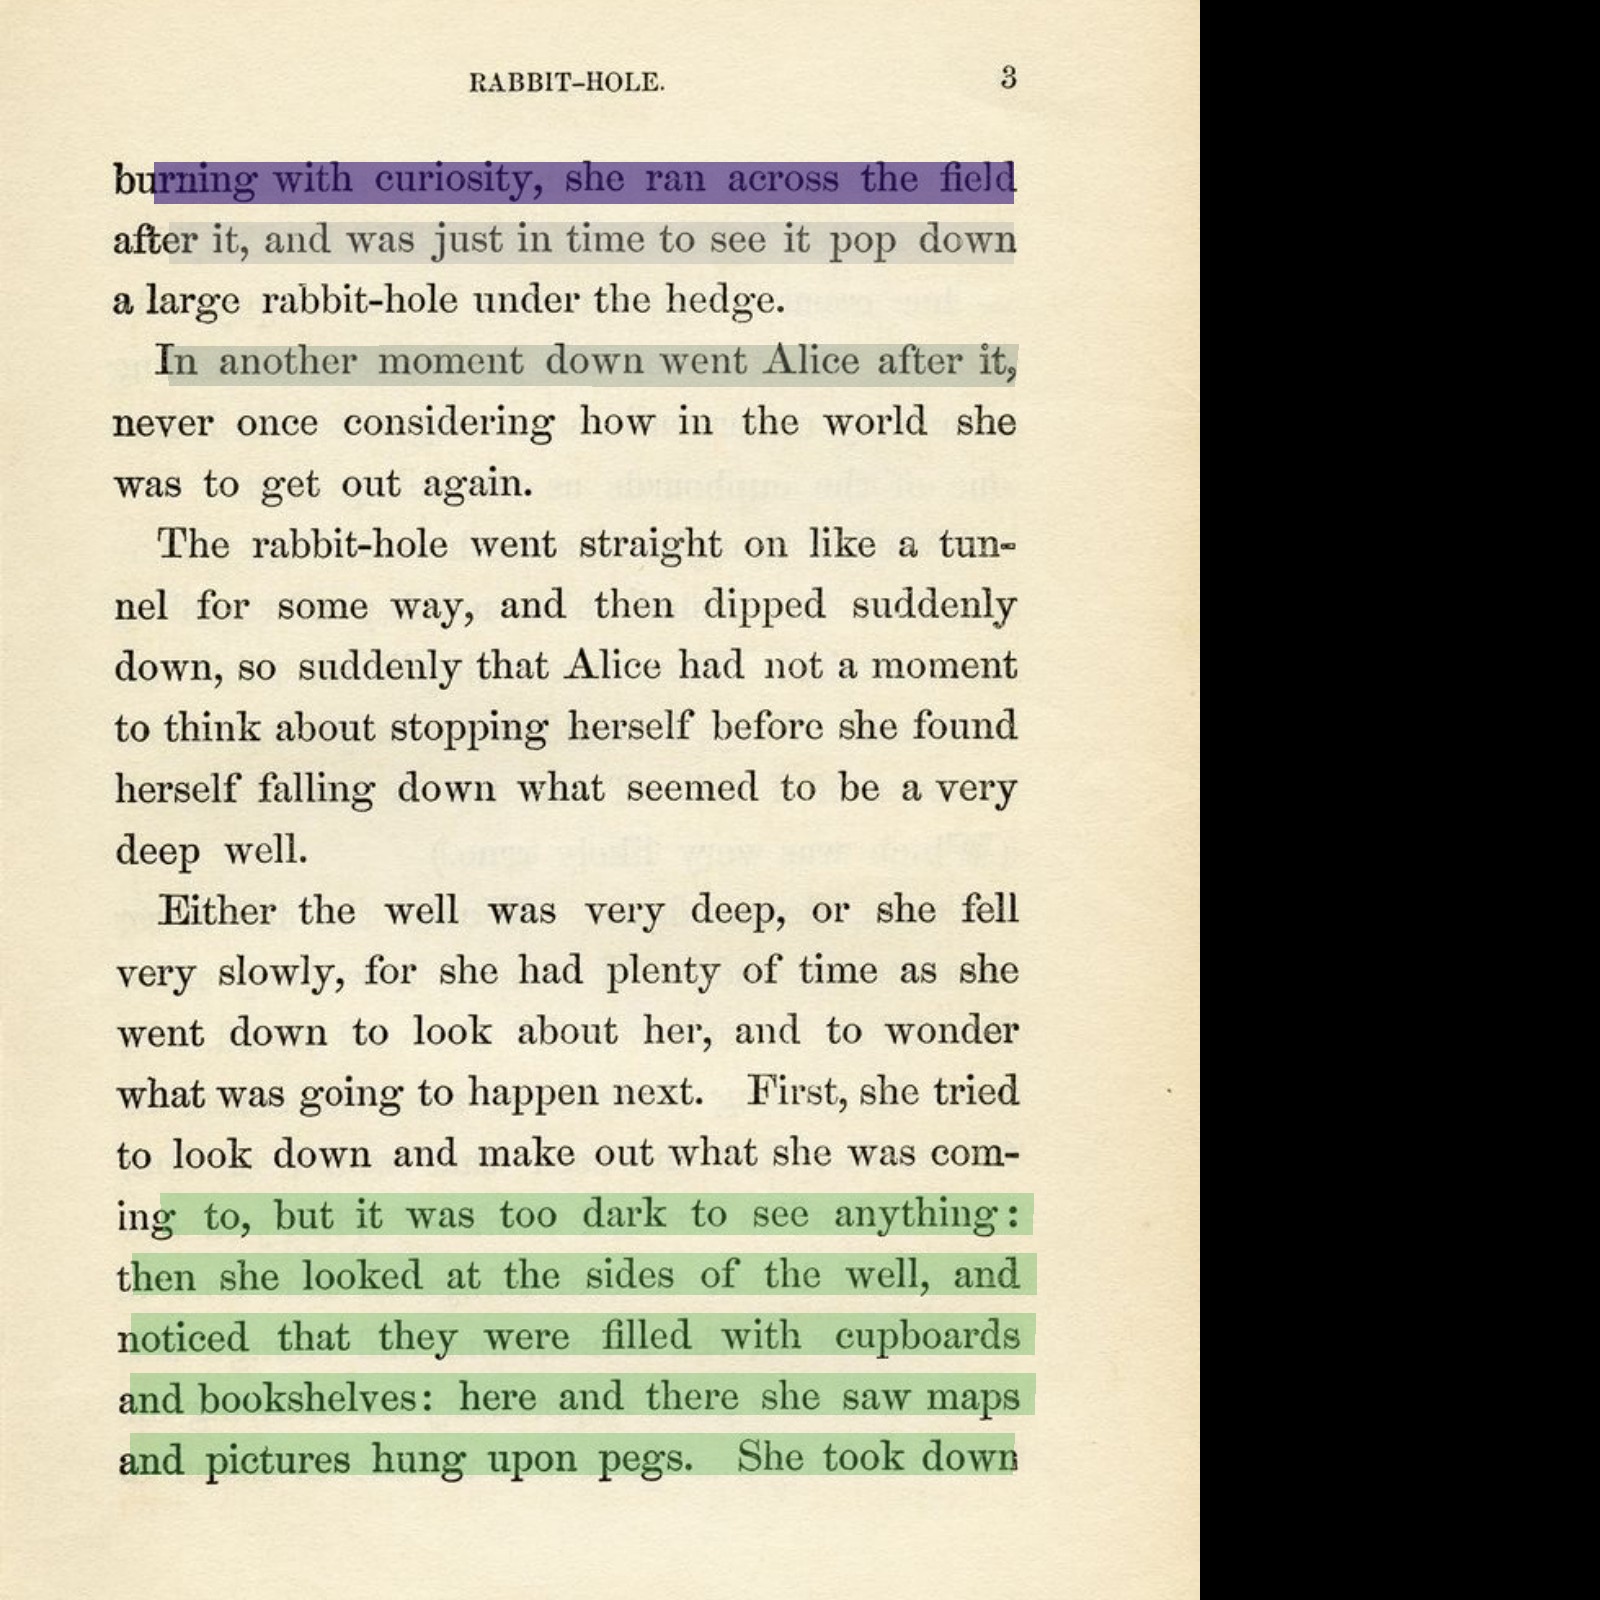 RABBIT-HOLE. 3
burning with curiosity, she ran across the field
after it, and was just in time to see it pop down
a large rabbit-hole under the hedge.
In another moment down went Alice after it,
never once considering how in the world she
was to get out again.
The rabbit-hole went straight on like a tun-
nel for some way, and then dipped suddenly
down, so suddenly that Alice had not a moment
to think about stopping herself before she found
herself falling down what seemed to be a very
deep well.
Either the well was very deep, or she fell
very slowly, for she had plenty of time as she
went down to look about her, and to wonder
what was going to happen next. First, she tried
to look down and make out what she was com-
ing to, but it was too dark to see anything:
then she looked at the sides of the well, and
noticed that they were filled with cupboards
and bookshelves: here and there she saw maps
and pictures hung upon pegs. She took down